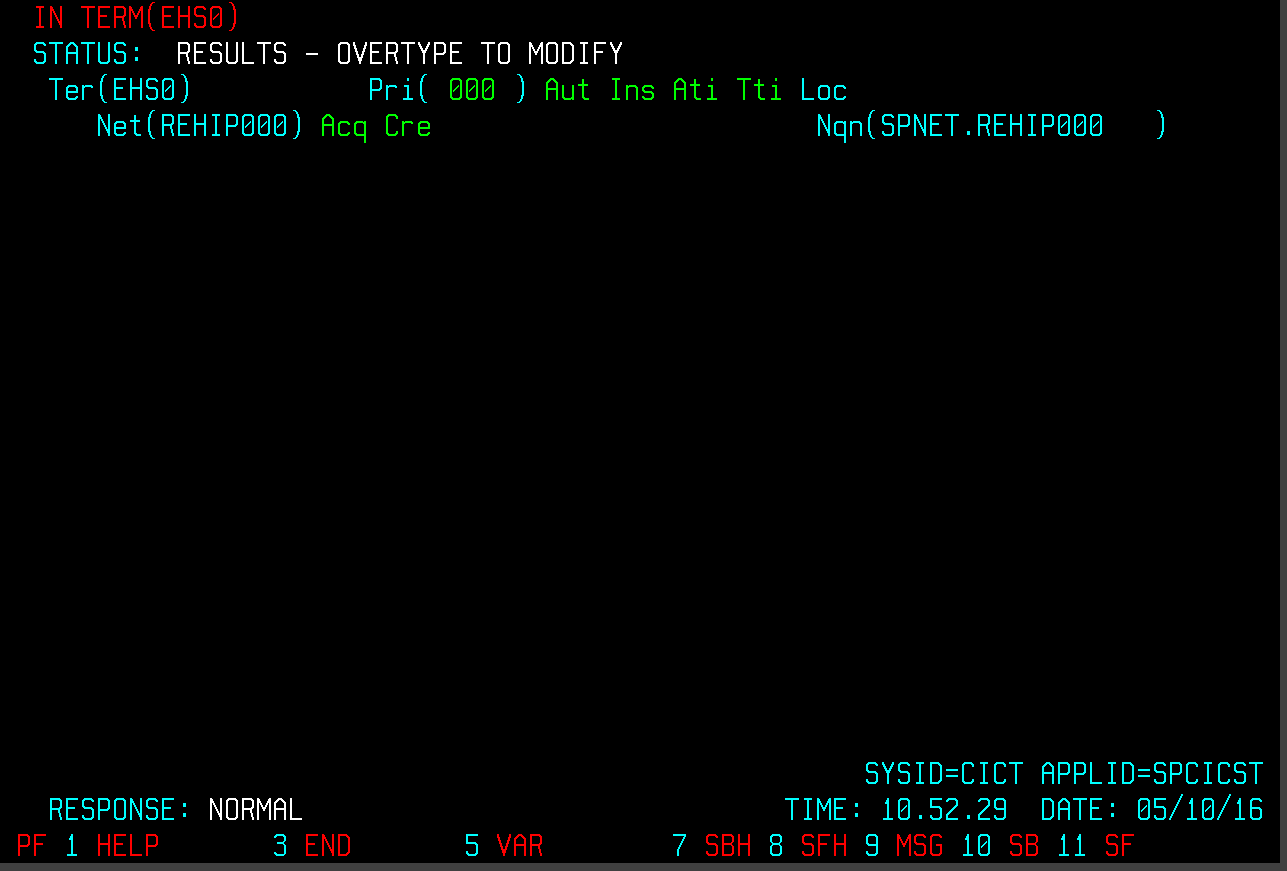 IN TERM(EHS0)
STATUS:  RESULTS - OVERTYPE TO MODIFY
 Ter(EHS0)           Pri( 000 ) Aut Ins Ati Tti Loc
    Net(REHIP000) Acq Cre                        Nqn(SPNET.REHIP000   )
SYSID=CICT APPLID=SPCICST
 RESPONSE: NORMAL                              TIME: 10.52.29  DATE: 05/10/16
PF 1 HELP       3 END       5 VAR        7 SBH 8 SFH 9 MSG 10 SB 11 SF